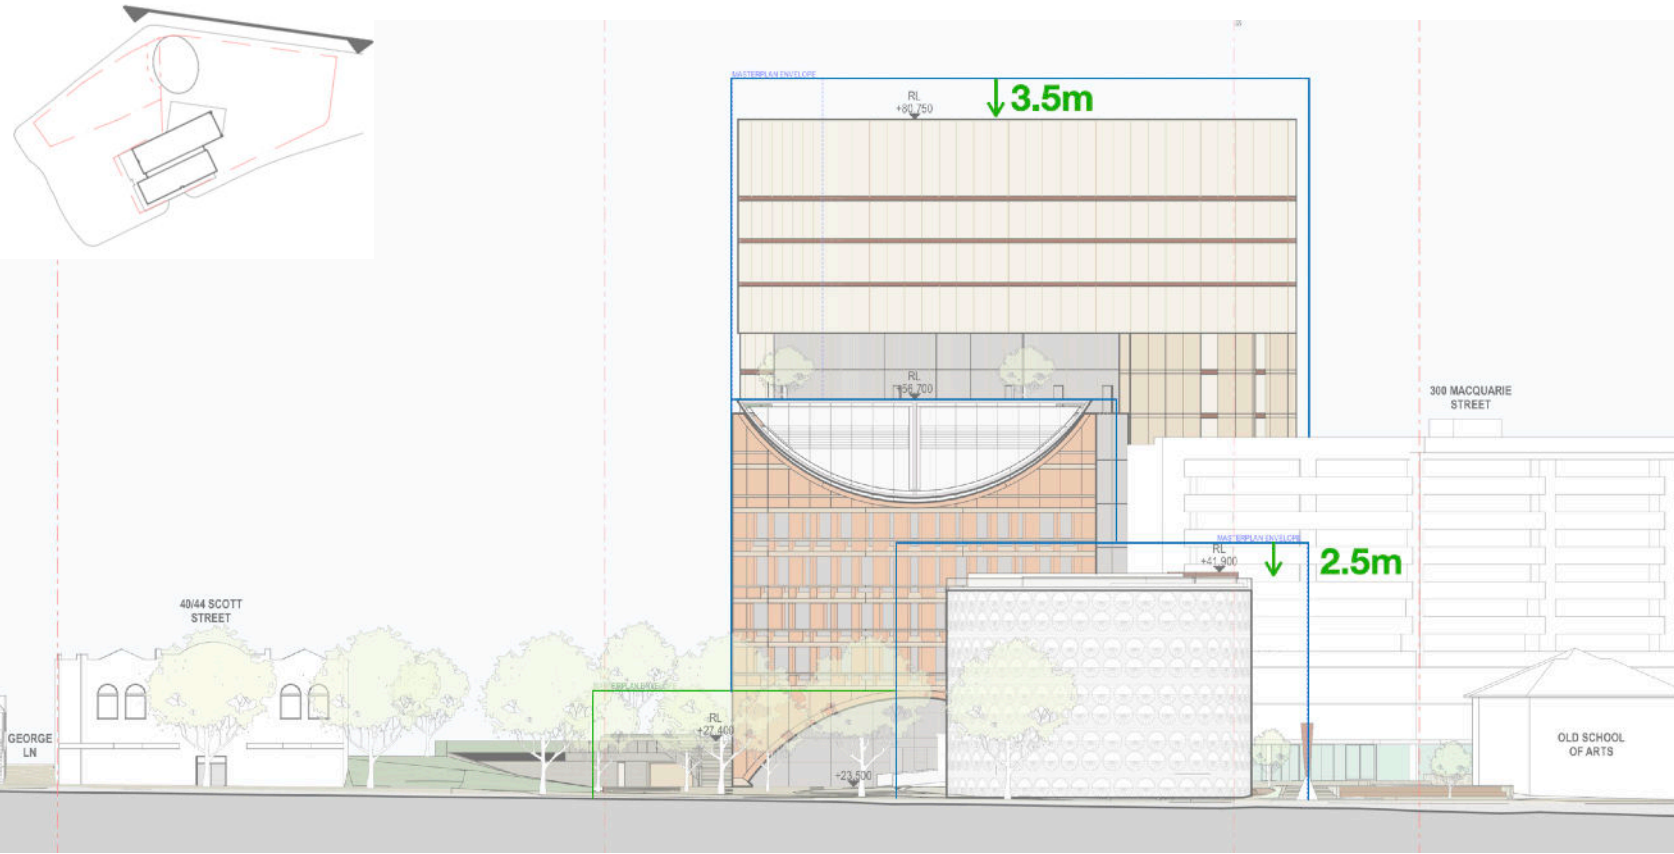 MASTERPLAN ENVELOPE
RL
+80.750
3.5m
RL
+56.700
300 MACQUARIE
STREET
MASTERPLAN ENVELOPE
RL
+41.900
2.5m
40/44 SCOTT
STREET
RL
+27.400
GEORGE
LN
+23.500
OLD SCHOOL
OF ARTS